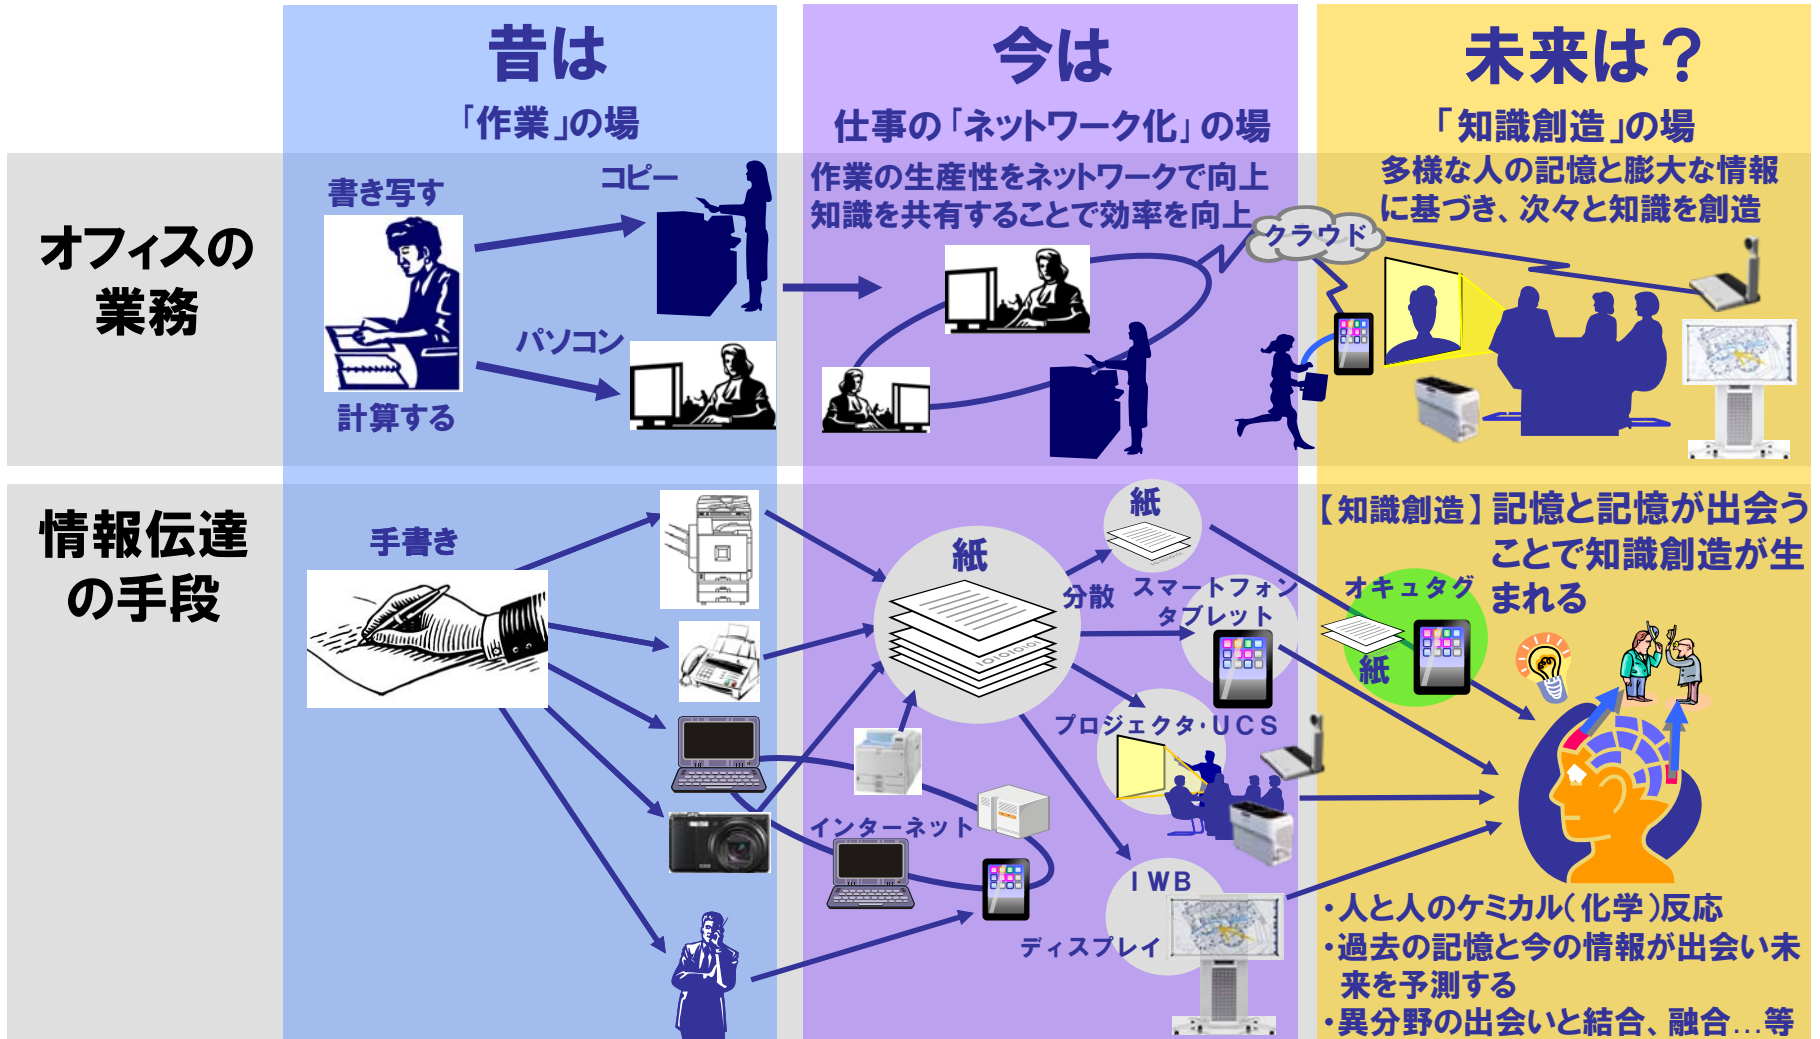 昔は
「作業」の場
今は
仕事の「ネットワーク化」の場
未来は？
「知識創造」の場
オフィスの
業務
書き写す
計算する
コピー
パソコン
作業の生産性をネットワークで向上
知識を共有することで効率を向上
クラウド
多様な人の記憶と膨大な情報
に基づき、次々と知識を創造
情報伝達
の手段
手書き
紙
1010101010
分散
紙
スマートフォン
タブレット
プロジェクタ・UCS
インターネット
IWB
ディスプレイ
【知識創造】記憶と記憶が出会う
ことで知識創造が生
まれる
オキュタグ
紙
・人と人のケミカル（化学）反応
・過去の記憶と今の情報が出会い未
来を予測する
・異分野の出会いと結合、融合…等